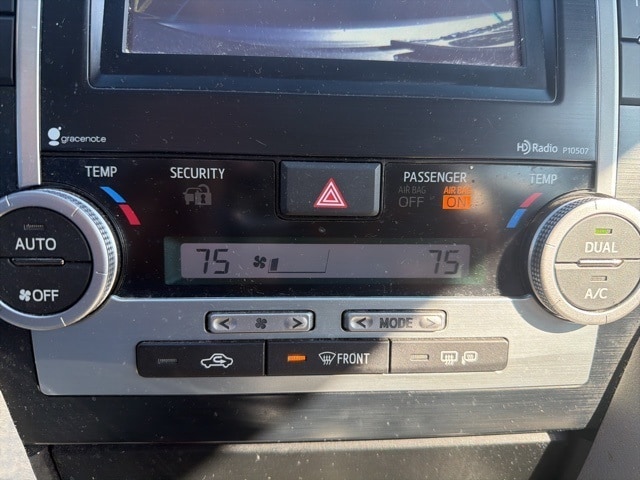 gracenote
HD Radio P10507
TEMP SECURITY PASSENGER TEMP
AIR BAG AIR BAG
OFF ON
AUTO 75 75 DUAL
OFF A/C
< > < MODE >
FRONT